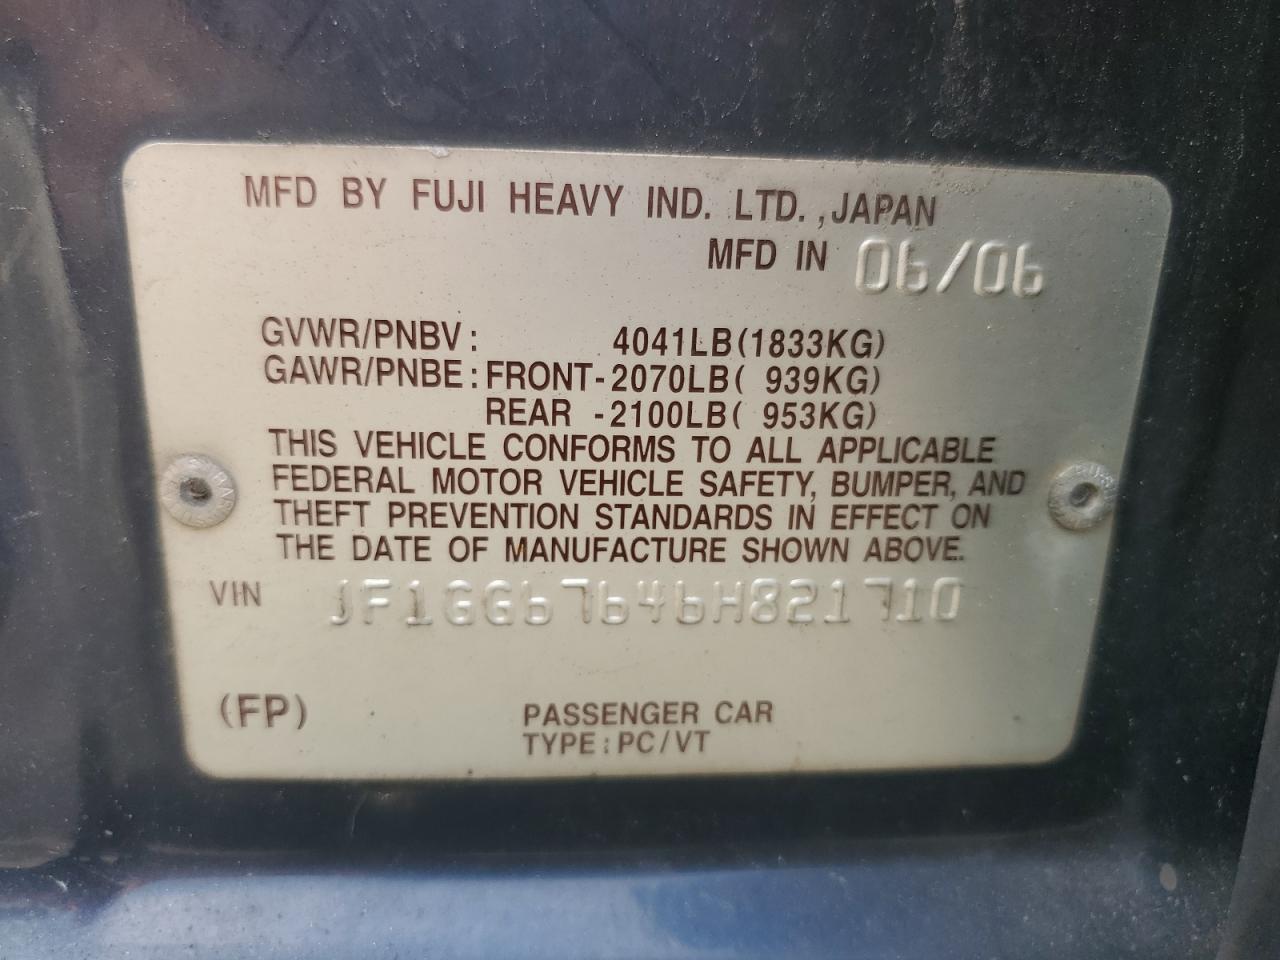 MFD BY FUJI HEAVY IND. LTD.,JAPAN
MFD IN 06/06
GVWR/PNBV: 4041LB(1833KG)
GAWR/PNBE:FRONT-2070LB( 939KG)
REAR -2100LB( 953KG)
THIS VEHICLE CONFORMS TO ALL APPLICABLE
FEDERAL MOTOR VEHICLE SAFETY, BUMPER, AND
THEFT PREVENTION STANDARDS IN EFFECT ON
THE DATE OF MANUFACTURE SHOWN ABOVE.
VIN JF1GG67646H821710
(FP) PASSENGER CAR
TYPE:PC/VT